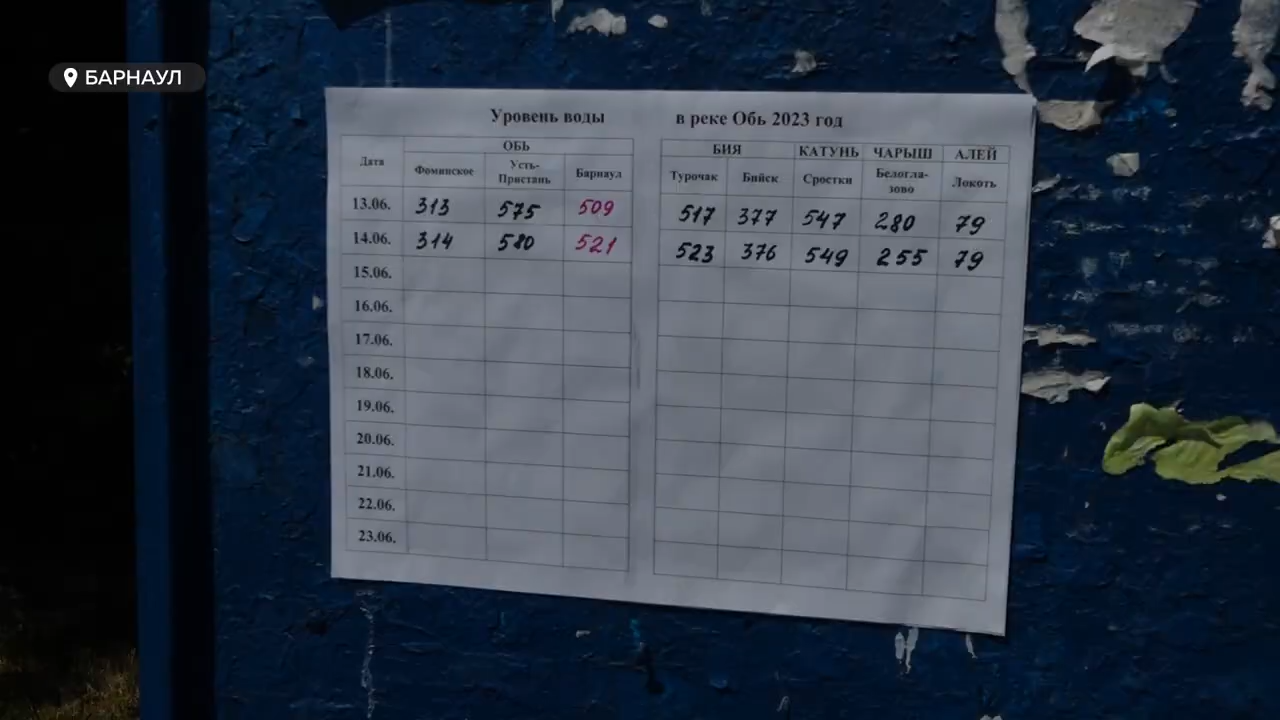 БАРНАУЛ
Уровень воды в реке Обь 2023 год
Дата ОБЬ БИЯ КАТУНЬ ЧАРЫШ АЛЕЙ
Фоминское Усть-Пристань Барнаул Турочак Бийск Сростки Белогла-зово Локоть
13.06. 313 575 509 517 377 547 280 79
14.06. 314 580 521 523 376 549 255 79
15.06.
16.06.
17.06.
18.06.
19.06.
20.06.
21.06.
22.06.
23.06.